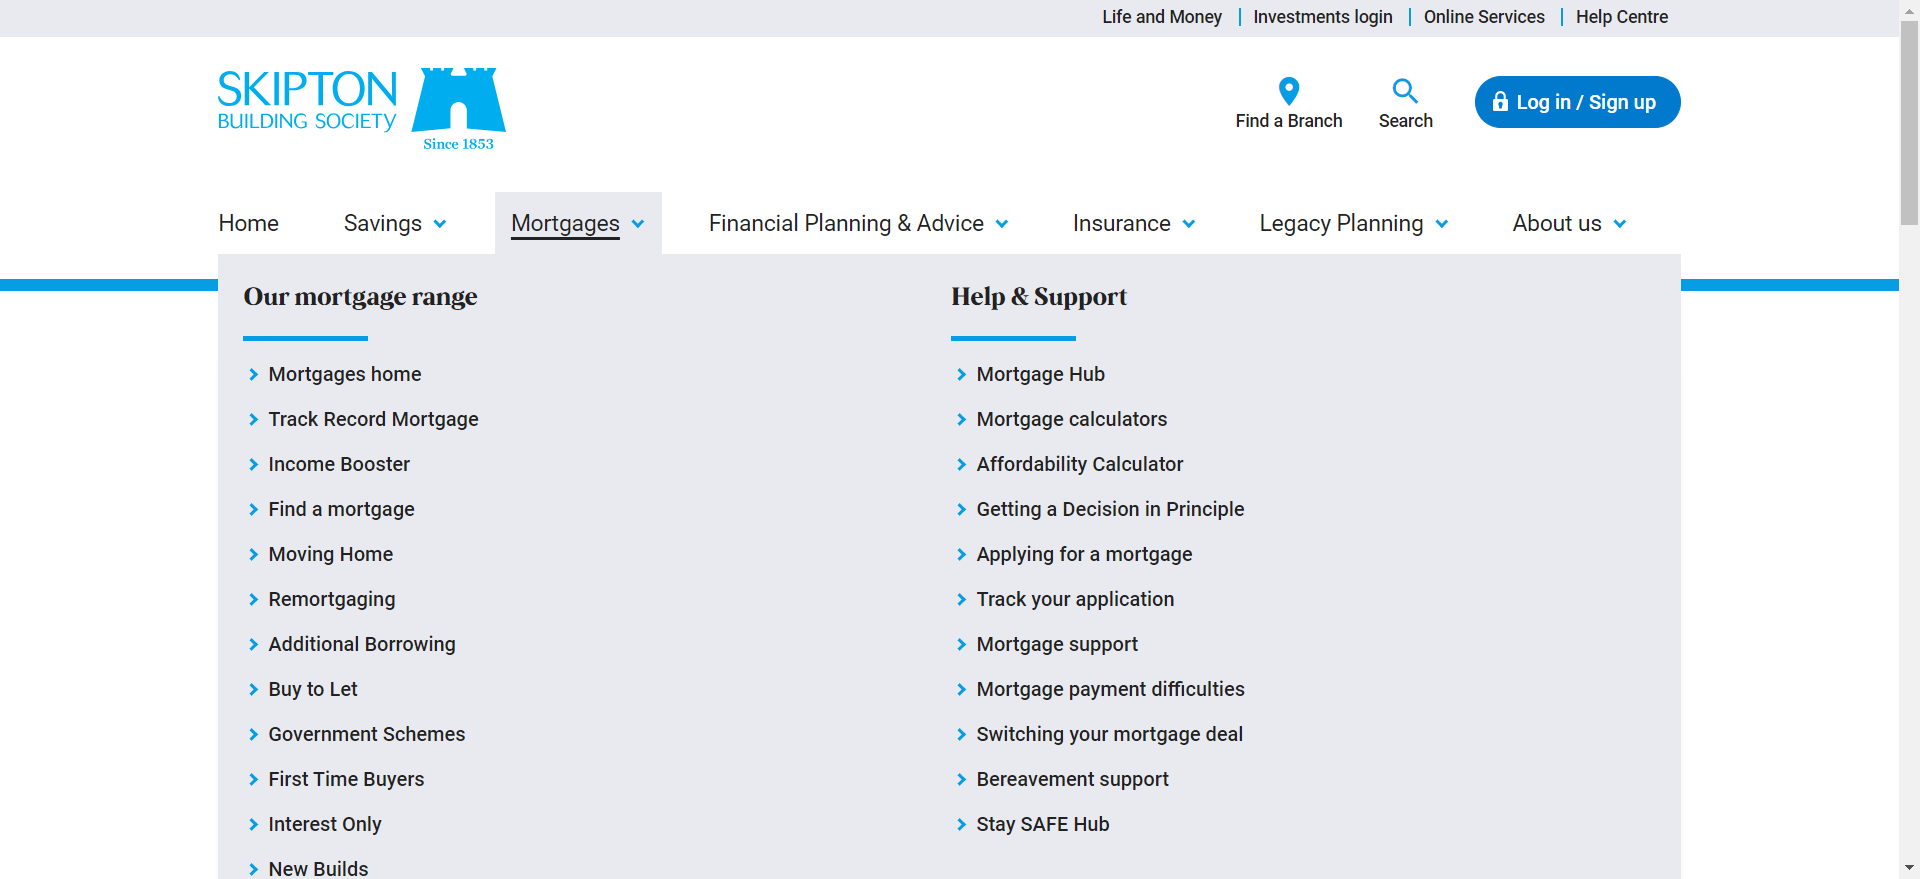 Life and Money
Investments login
Online Services
Help Centre
SKIPTON
BUILDING SOCIETY
Since 1853
Find a Branch
Search
Log in / Sign up
Home
Savings
Mortgages
Financial Planning & Advice
Insurance
Legacy Planning
About us
Our mortgage range
Mortgages home
Track Record Mortgage
Income Booster
Find a mortgage
Moving Home
Remortgaging
Additional Borrowing
Buy to Let
Government Schemes
First Time Buyers
Interest Only
New Builds
Help & Support
Mortgage Hub
Mortgage calculators
Affordability Calculator
Getting a Decision in Principle
Applying for a mortgage
Track your application
Mortgage support
Mortgage payment difficulties
Switching your mortgage deal
Bereavement support
Stay SAFE Hub